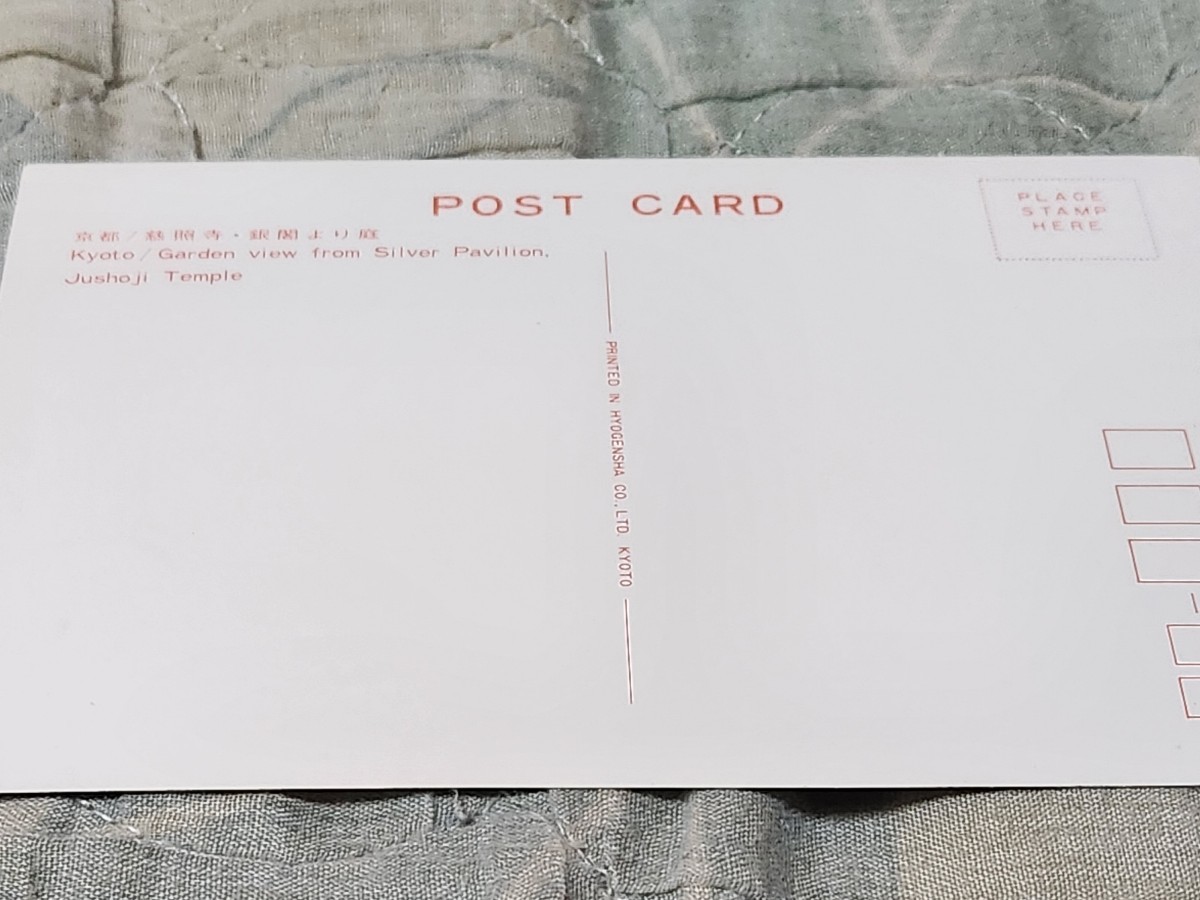 POST CARD
PLACE
STAMP
HERE
京都/慈照寺・銀閣より庭
Kyoto/Garden view from Silver Pavilion,
Jushoji Temple
PRINTED IN HYOGENSHA CO., LTD. KYOTO